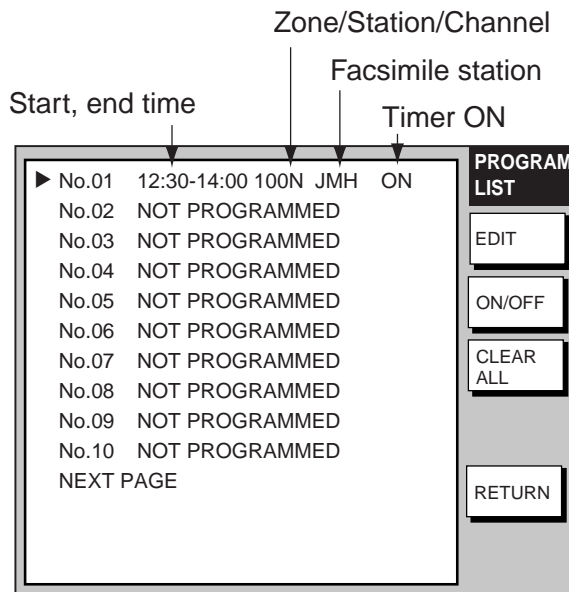 Zone/Station/Channel
Facsimile station
Start, end time
Timer ON
▶ No.01 12:30-14:00 100N JMH ON
No.02 NOT PROGRAMMED
No.03 NOT PROGRAMMED
No.04 NOT PROGRAMMED
No.05 NOT PROGRAMMED
No.06 NOT PROGRAMMED
No.07 NOT PROGRAMMED
No.08 NOT PROGRAMMED
No.09 NOT PROGRAMMED
No.10 NOT PROGRAMMED
NEXT PAGE
PROGRAM
LIST
EDIT
ON/OFF
CLEAR
ALL
RETURN